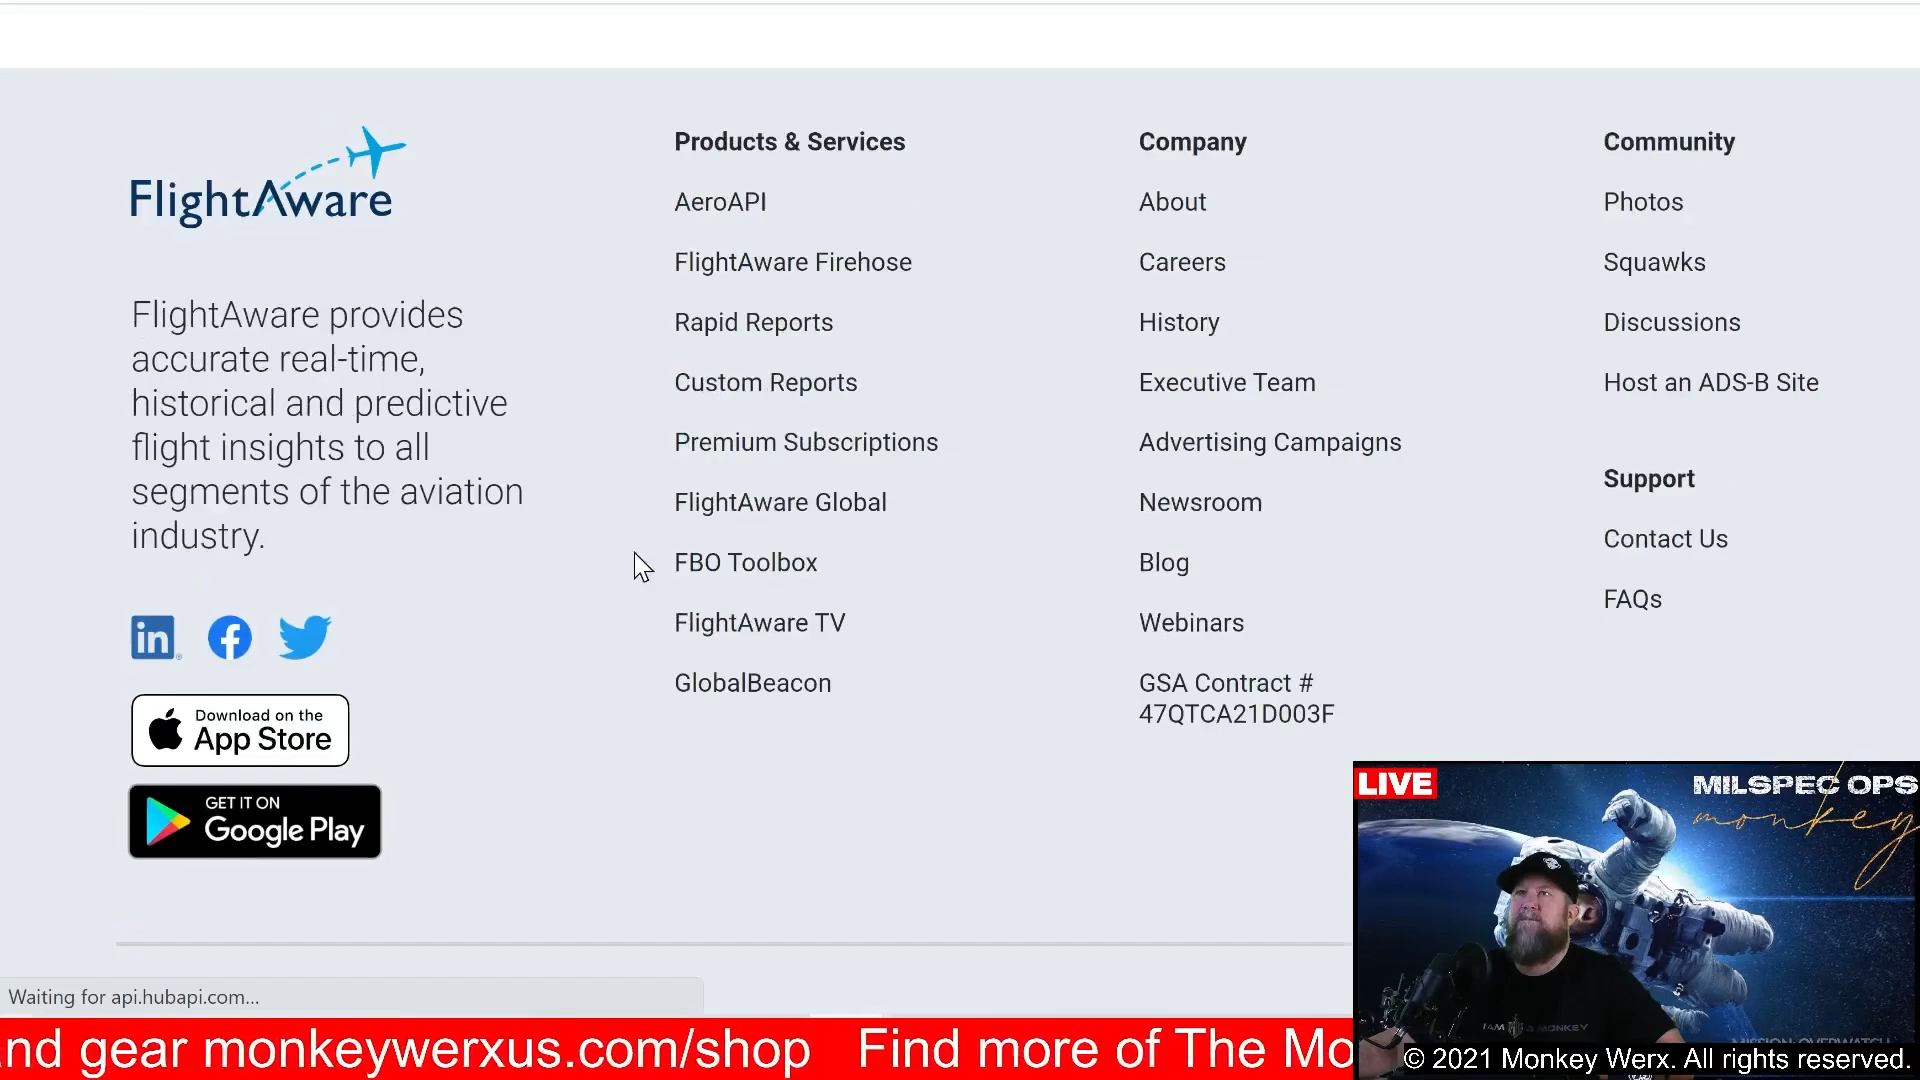 FlightAware
FlightAware provides
accurate real-time,
historical and predictive
flight insights to all
segments of the aviation
industry.
in
Download on the
App Store
GET IT ON
Google Play
Products & Services
AeroAPI
FlightAware Firehose
Rapid Reports
Custom Reports
Premium Subscriptions
FlightAware Global
FBO Toolbox
FlightAware TV
GlobalBeacon
Company
About
Careers
History
Executive Team
Advertising Campaigns
Newsroom
Blog
Webinars
GSA Contract #
47QTCA21D003F
Community
Photos
Squawks
Discussions
Host an ADS-B Site
Support
Contact Us
FAQs
LIVE
MILSPEC OPS
monkey
I AM A MONKEY
MISSION: OVERWATCH
Waiting for api.hubapi.com...
nd gear monkeywerxus.com/shop Find more of The Mo
© 2021 Monkey Werx. All rights reserved.